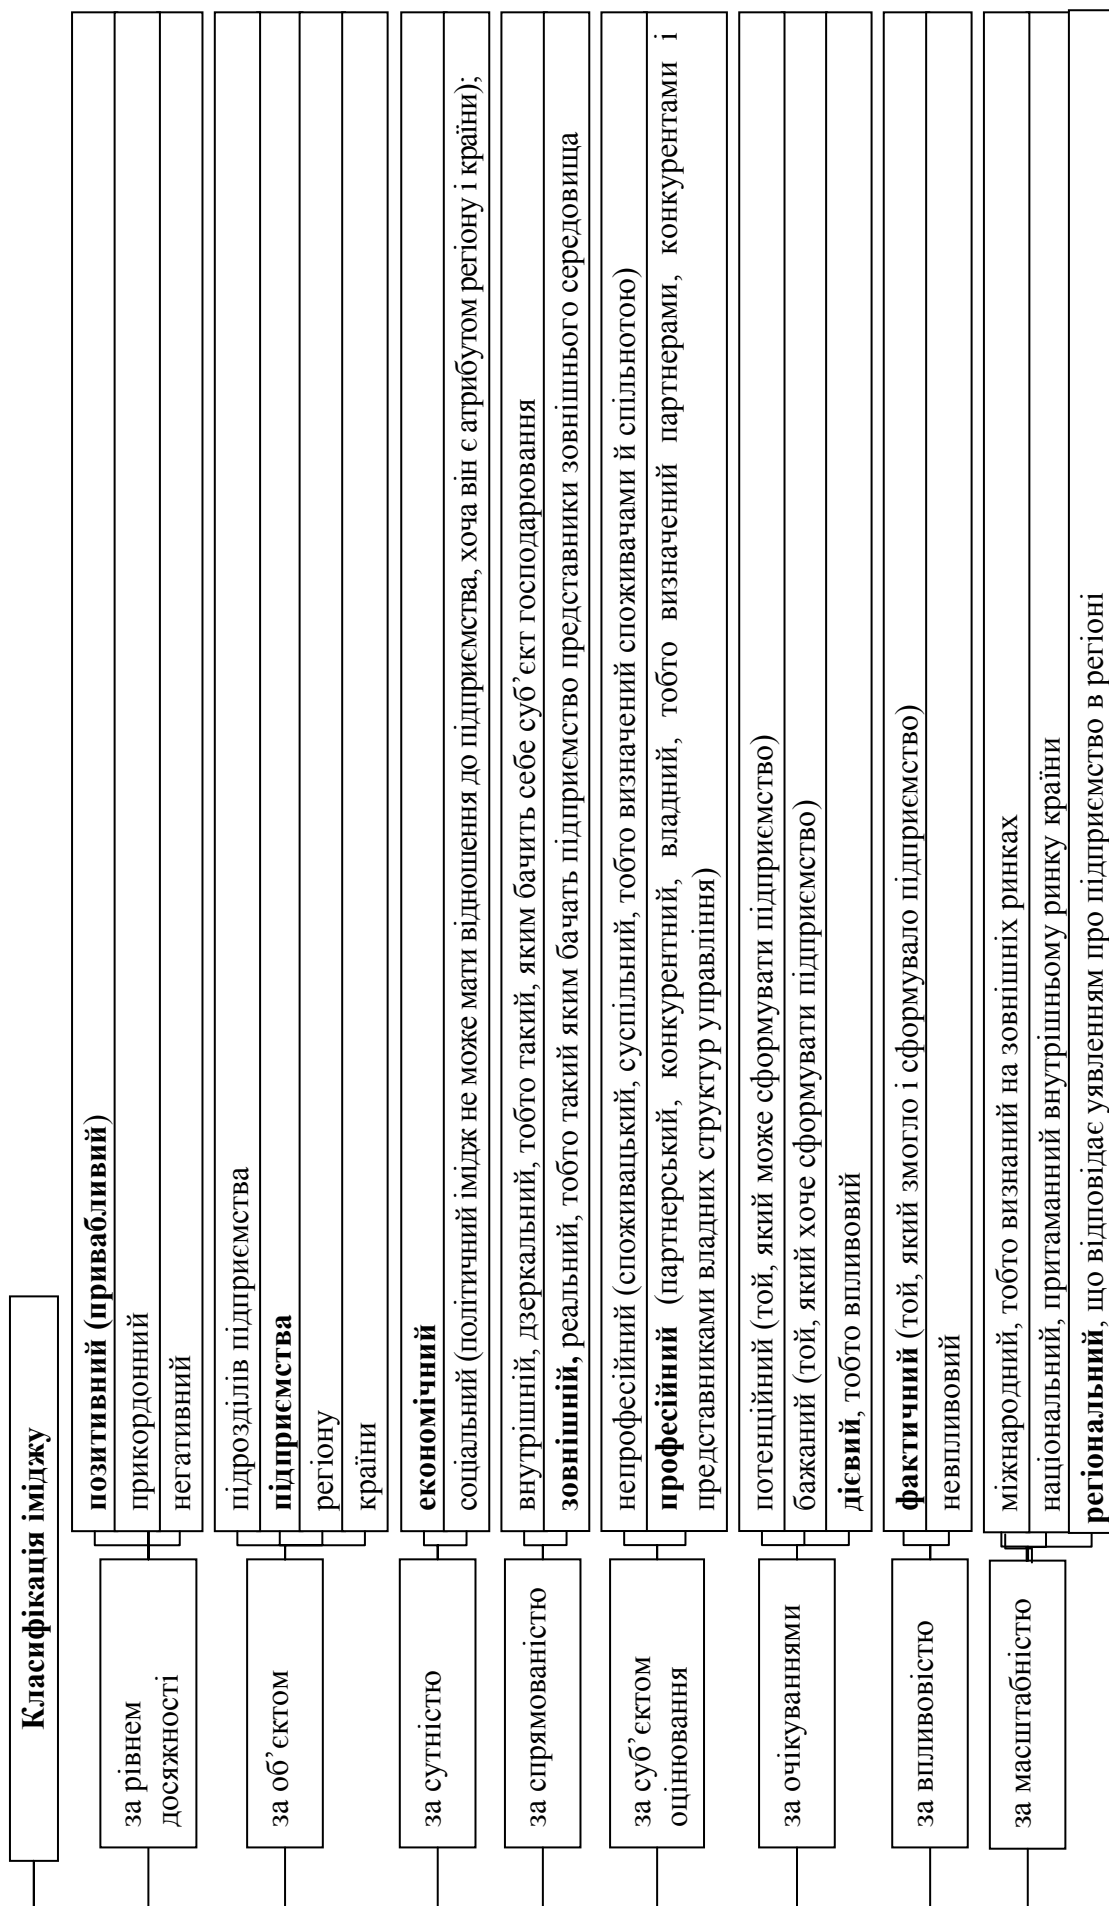 Класифікація іміджу
за рівнем
досяжності
позитивний (привабливий)
прикордонний
негативний
за об’єктом
підрозділів підприємства
підприємства
регіону
країни
за сутністю
економічний
соціальний (політичний імідж не може мати відношення до підприємства, хоча він є атрибутом регіону і країни);
за спрямованістю
внутрішній, дзеркальний, тобто такий, яким бачить себе суб’єкт господарювання
зовнішній, реальний, тобто такий яким бачать підприємство представники зовнішнього середовища
за суб’єктом
оцінювання
непрофесійний (споживацький, суспільний, тобто визначений споживачами й спільнотою)
професійний (партнерський, конкурентний, владний, тобто визначений партнерами, конкурентами і
представниками владних структур управління)
за очікуваннями
потенційний (той, який може сформувати підприємство)
бажаний (той, який хоче сформувати підприємство)
дієвий, тобто впливовий
за впливовістю
фактичний (той, який змогло і сформувало підприємство)
невпливовий
за масштабністю
міжнародний, тобто визнаний на зовнішніх ринках
національний, притаманний внутрішньому ринку країни
регіональний, що відповідає уявленням про підприємство в регіоні